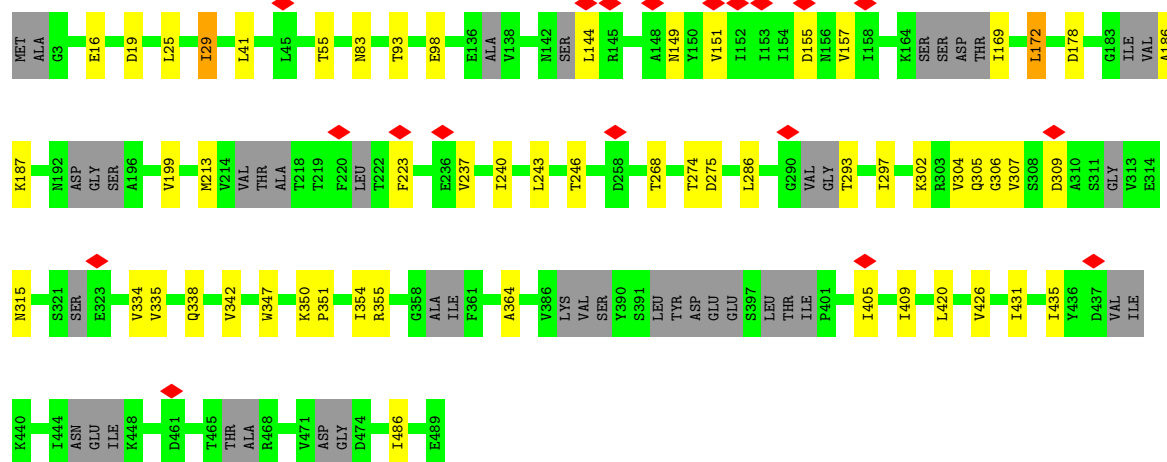 MET ALA G3 E16 D19 L25 I29 L41 L45 T55 N83 T93 E98 E136 ALA V138 N142 SER L144 R145 A148 N149 Y150 V151 I152 I153 I154 D155 N156 V157 I158 K164 SER SER ASP THR I169 L172 D178 G183 ILE VAL A186
K187 N192 ASP GLY SER A196 V199 M213 V214 VAL THR ALA T218 T219 F220 LEU T222 F223 E236 V237 I240 L243 T246 D258 T268 T274 D275 L286 G290 VAL GLY T293 I297 K302 R303 V304 Q305 G306 V307 S308 D309 A310 S311 GLY V313 E314
N315 S321 SER E323 V334 V335 Q338 V342 W347 K350 P351 I354 R355 G358 ALA ILE F361 A364 V386 LYS VAL SER Y390 S391 LEU TYR ASP GLU GLU S397 LEU THR ILE P401 I405 I409 L420 V426 I431 I435 Y436 D437 VAL ILE
K440 I444 ASN GLU ILE K448 D461 T465 THR ALA R468 V471 ASP GLY D474 I486 E489